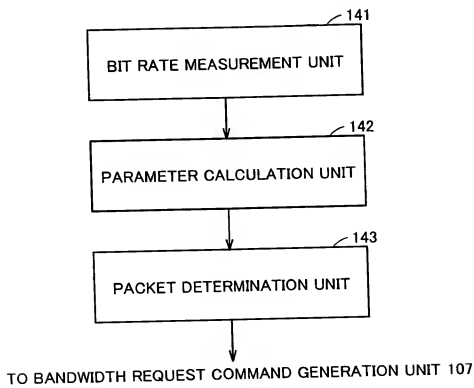 141
BIT RATE MEASUREMENT UNIT
142
PARAMETER CALCULATION UNIT
143
PACKET DETERMINATION UNIT
TO BANDWIDTH REQUEST COMMAND GENERATION UNIT 107